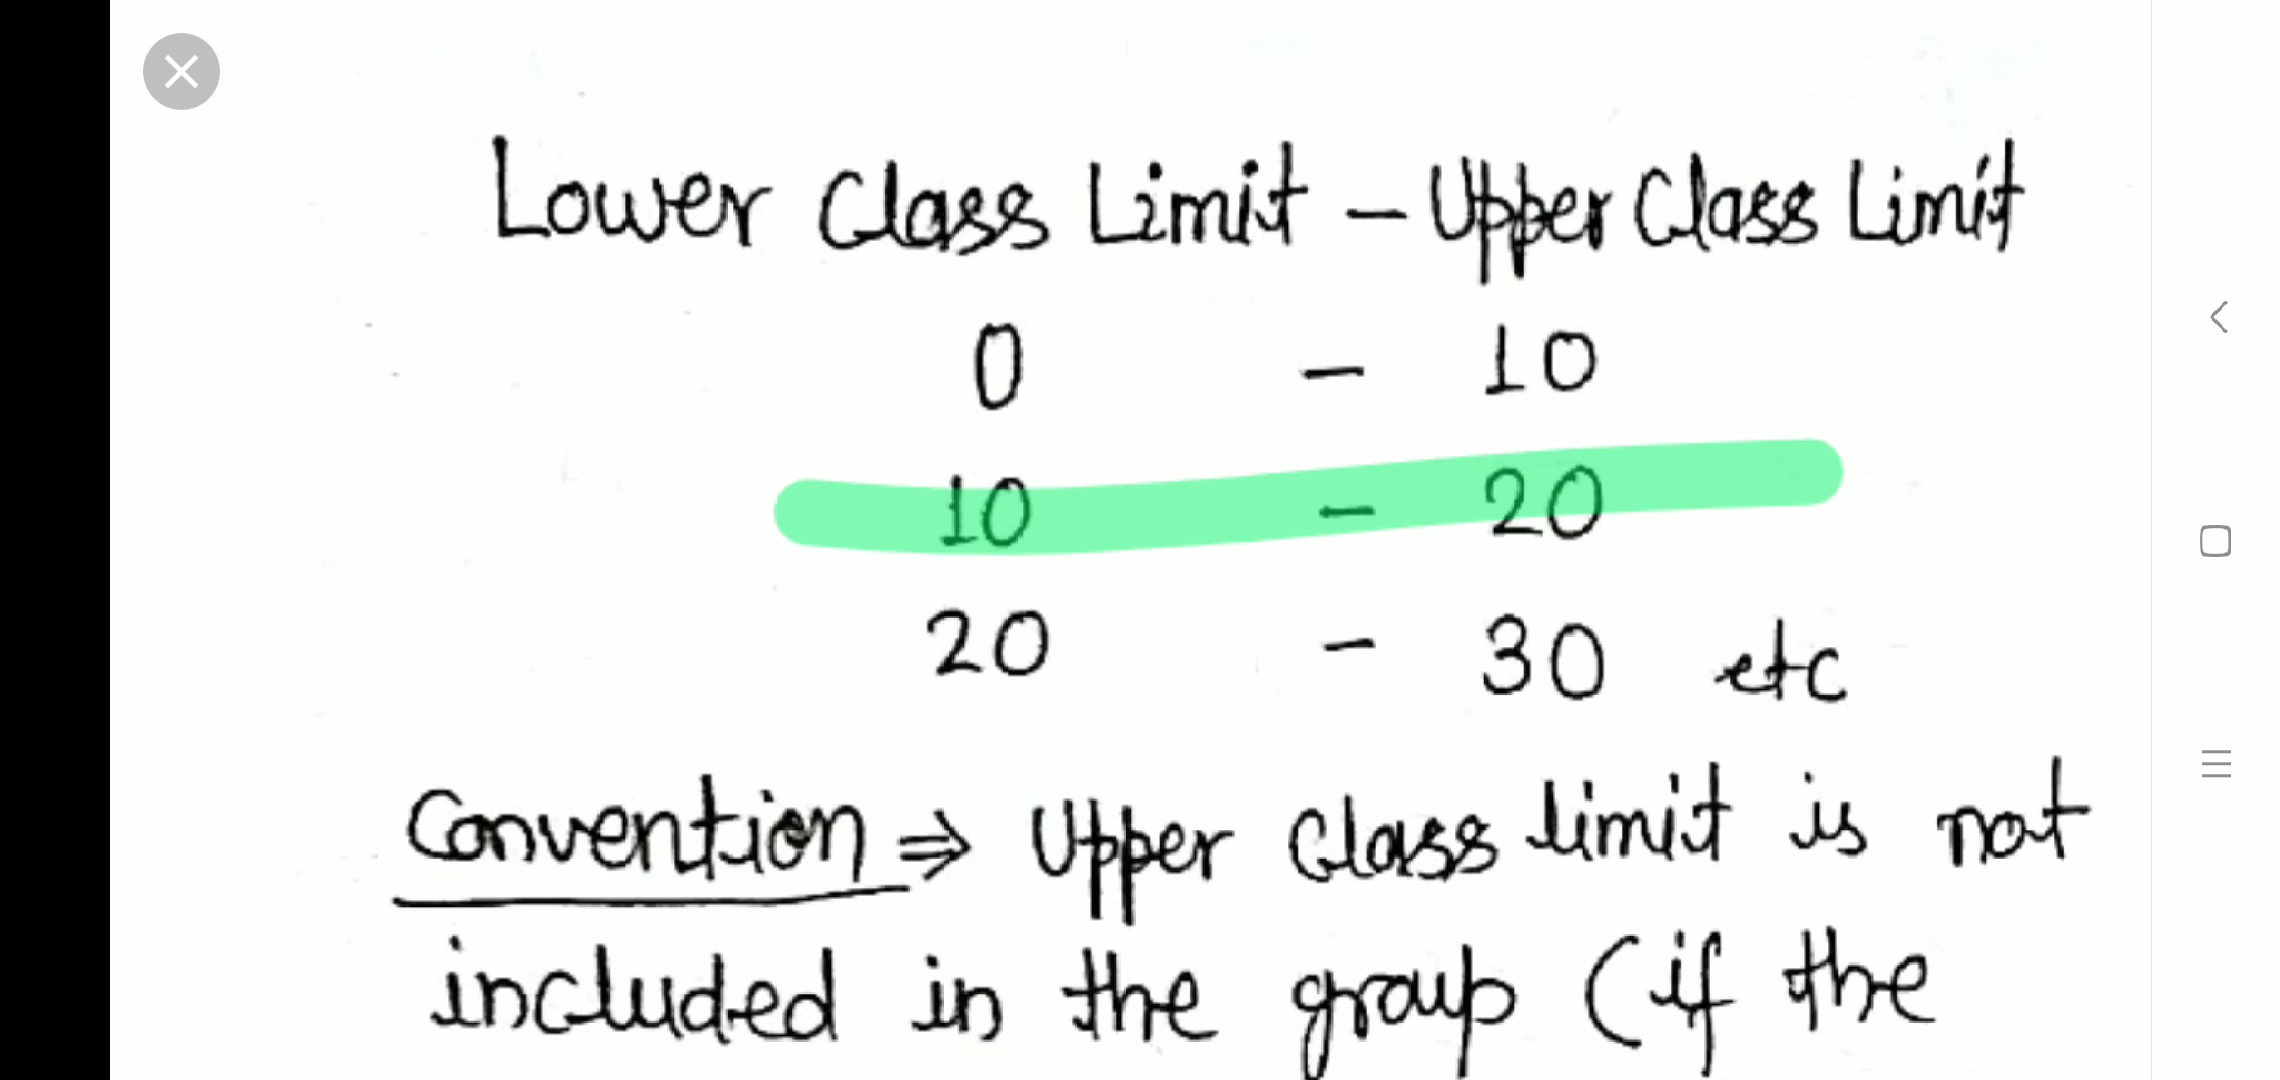 Lower Class Limit - Upper Class Limit
0 - 10
10 - 20
20 - 30 etc
Convention ⇒ Upper Class limit is not
included in the group (if the